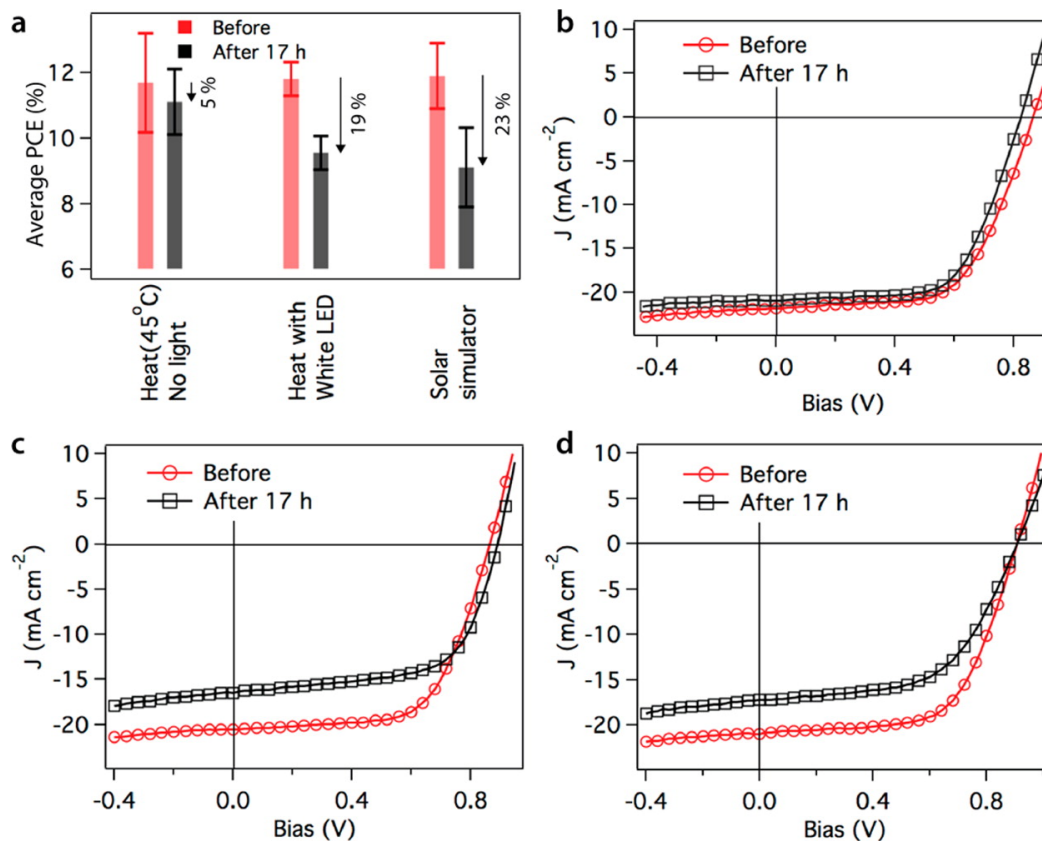 a
Before
After 17 h
Average PCE (%)
12
10
8
6
5 %
19 %
23 %
Heat(45°C)
No light
Heat with
White LED
Solar
simulator
b
Before
After 17 h
J (mA cm⁻²)
10
5
0
-5
-10
-15
-20
-0.4 0.0 0.4 0.8
Bias (V)
c
Before
After 17 h
J (mA cm⁻²)
10
5
0
-5
-10
-15
-20
-0.4 0.0 0.4 0.8
Bias (V)
d
Before
After 17 h
J (mA cm⁻²)
10
5
0
-5
-10
-15
-20
-0.4 0.0 0.4 0.8
Bias (V)